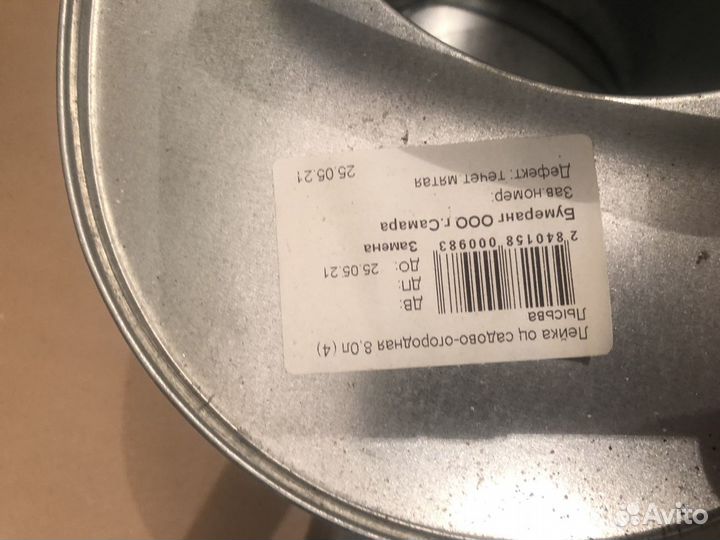 Лейка оц садово-огородная 8,0л (4)
Лысьва
ДВ:
ДП:
ДО: 25.05.21
Замена
2 840158 000983
Бумеранг ООО г.Самара
Зав.номер:
Дефект: течет мятая
25.05.21
Avito